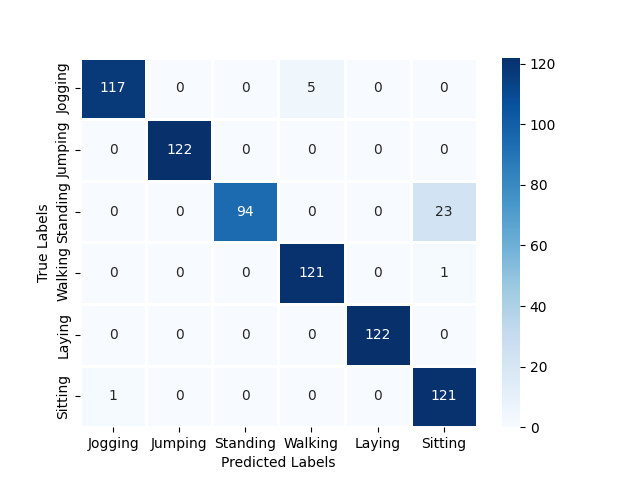 Jogging 117 0 0 5 0 0
Jumping 0 122 0 0 0 0
Standing 0 0 94 0 0 23
Walking 0 0 0 121 0 1
Laying 0 0 0 0 122 0
Sitting 1 0 0 0 0 121
True Labels
Jogging Jumping Standing Walking Laying Sitting
Predicted Labels
120
100
80
60
40
20
0